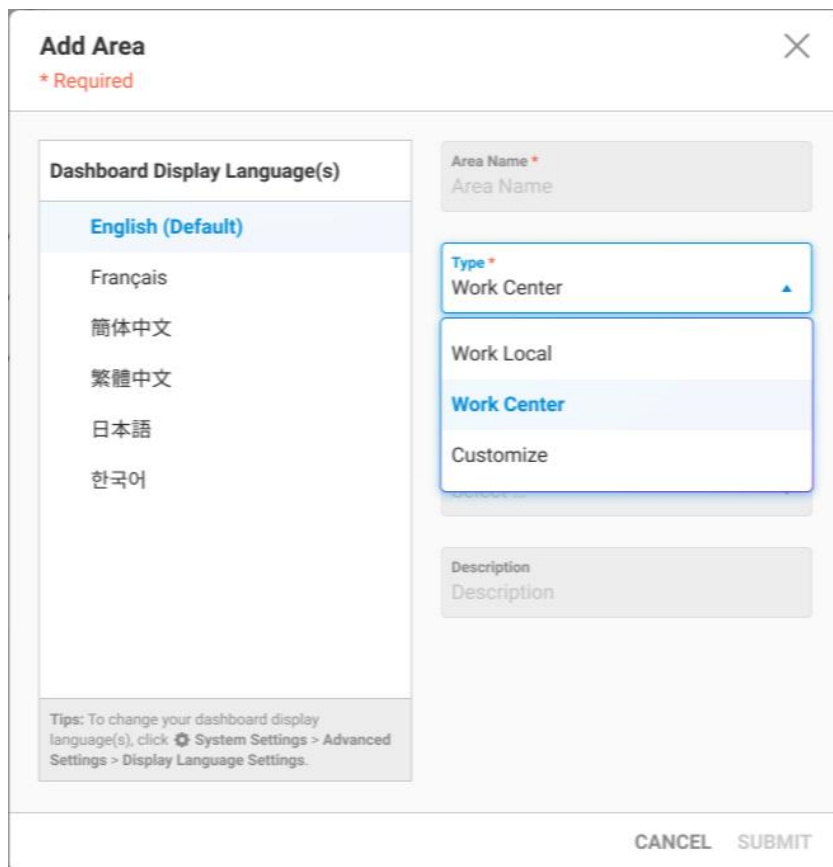 Add Area
* Required
Dashboard Display Language(s)
English (Default)
Français
簡体中文
繁體中文
日本語
한국어
Tips: To change your dashboard display
language(s), click System Settings > Advanced
Settings > Display Language Settings.
Area Name *
Area Name
Type *
Work Center
Work Local
Work Center
Customize
Description
Description
CANCEL SUBMIT